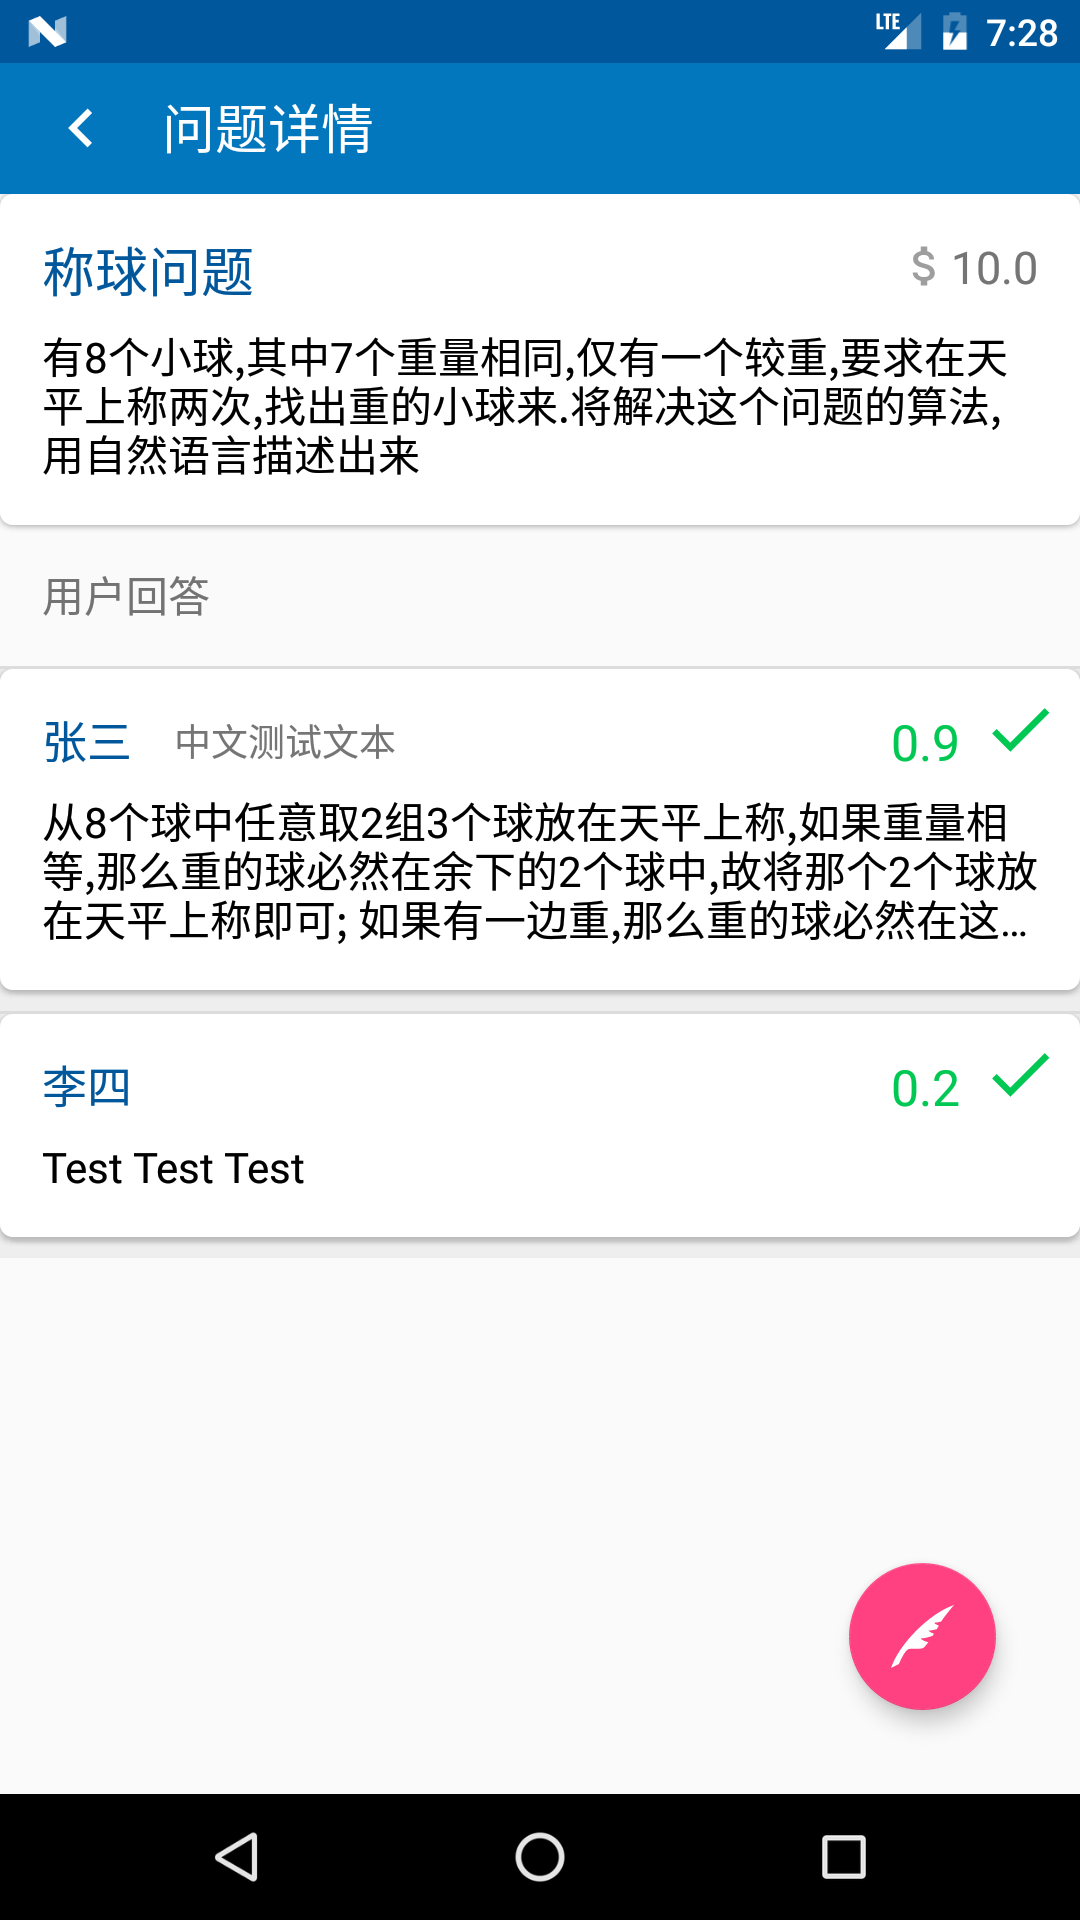 LTE 7:28
问题详情
称球问题 $ 10.0
有8个小球,其中7个重量相同,仅有一个较重,要求在天
平上称两次,找出重的小球来.将解决这个问题的算法,
用自然语言描述出来
用户回答
张三 中文测试文本 0.9
从8个球中任意取2组3个球放在天平上称,如果重量相
等,那么重的球必然在余下的2个球中,故将那个2个球放
在天平上称即可; 如果有一边重,那么重的球必然在这...
李四 0.2
Test Test Test